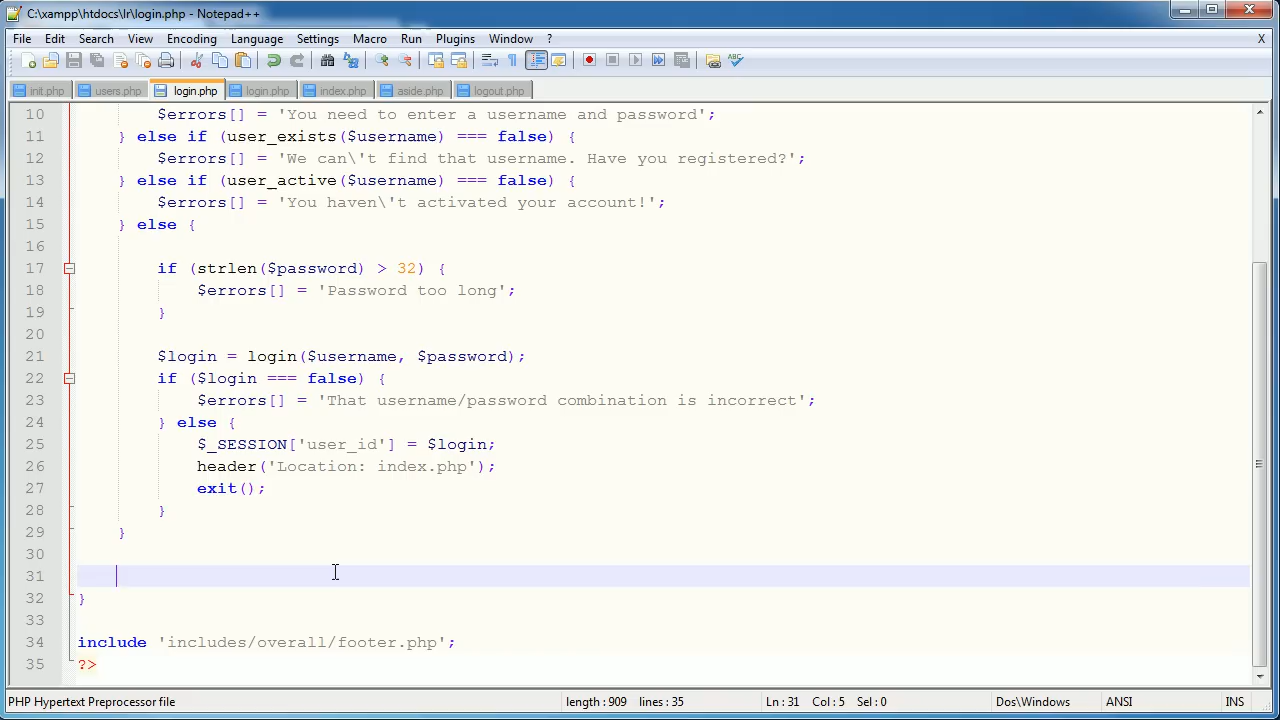 C:\xampp\htdocs\lr\login.php - Notepad++
File Edit Search View Encoding Language Settings Macro Run Plugins Window ? X
init.php users.php login.php login.php index.php aside.php logout.php
10 $errors[] = 'You need to enter a username and password';
11 } else if (user_exists($username) === false) {
12 $errors[] = 'We can\'t find that username. Have you registered?';
13 } else if (user_active($username) === false) {
14 $errors[] = 'You haven\'t activated your account!';
15 } else {
16
17 if (strlen($password) > 32) {
18 $errors[] = 'Password too long';
19 }
20
21 $login = login($username, $password);
22 if ($login === false) {
23 $errors[] = 'That username/password combination is incorrect';
24 } else {
25 $_SESSION['user_id'] = $login;
26 header('Location: index.php');
27 exit();
28 }
29 }
30
31
32 }
33
34 include 'includes/overall/footer.php';
35 ?>
PHP Hypertext Preprocessor file length : 909 lines : 35 Ln : 31 Col : 5 Sel : 0 Dos\Windows ANSI INS